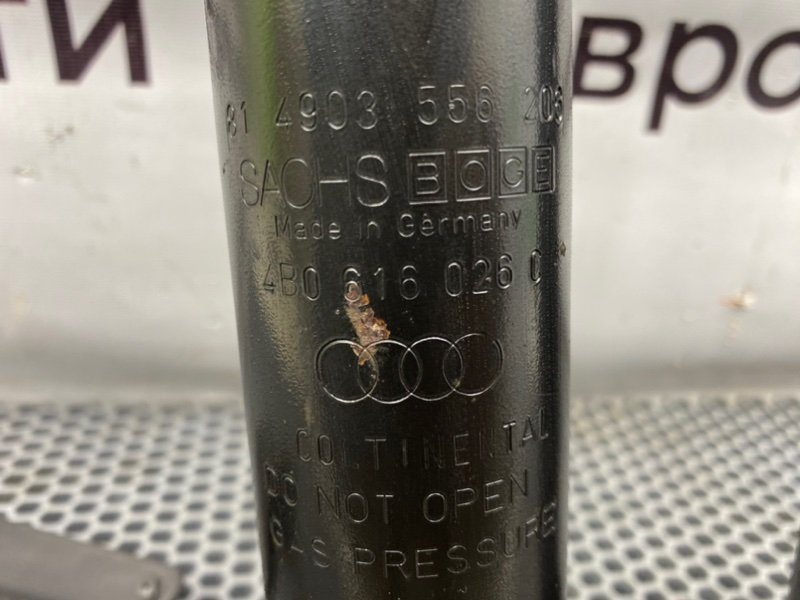 ти
вро
81 4903 556 206
SACHS BOGE
Made in Germany
4B0 616 026 C
CONTINENTAL
DO NOT OPEN
GAS PRESSURE